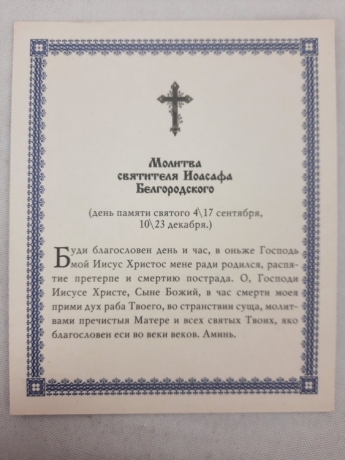 Молитва
святителя Иоасафа
Белгородского
(день памяти святого 4\17 сентября,
10\23 декабря.)
Буди благословен день и час, в оньже Господь
мой Иисус Христос мене ради родился, распя-
тие претерпе и смертию пострада. О, Господи
Иисусе Христе, Сыне Божий, в час смерти моея
прими дух раба Твоего, во странствии суща, молит-
вами пречистыя Матере и всех святых Твоих, яко
благословен еси во веки веков. Аминь.